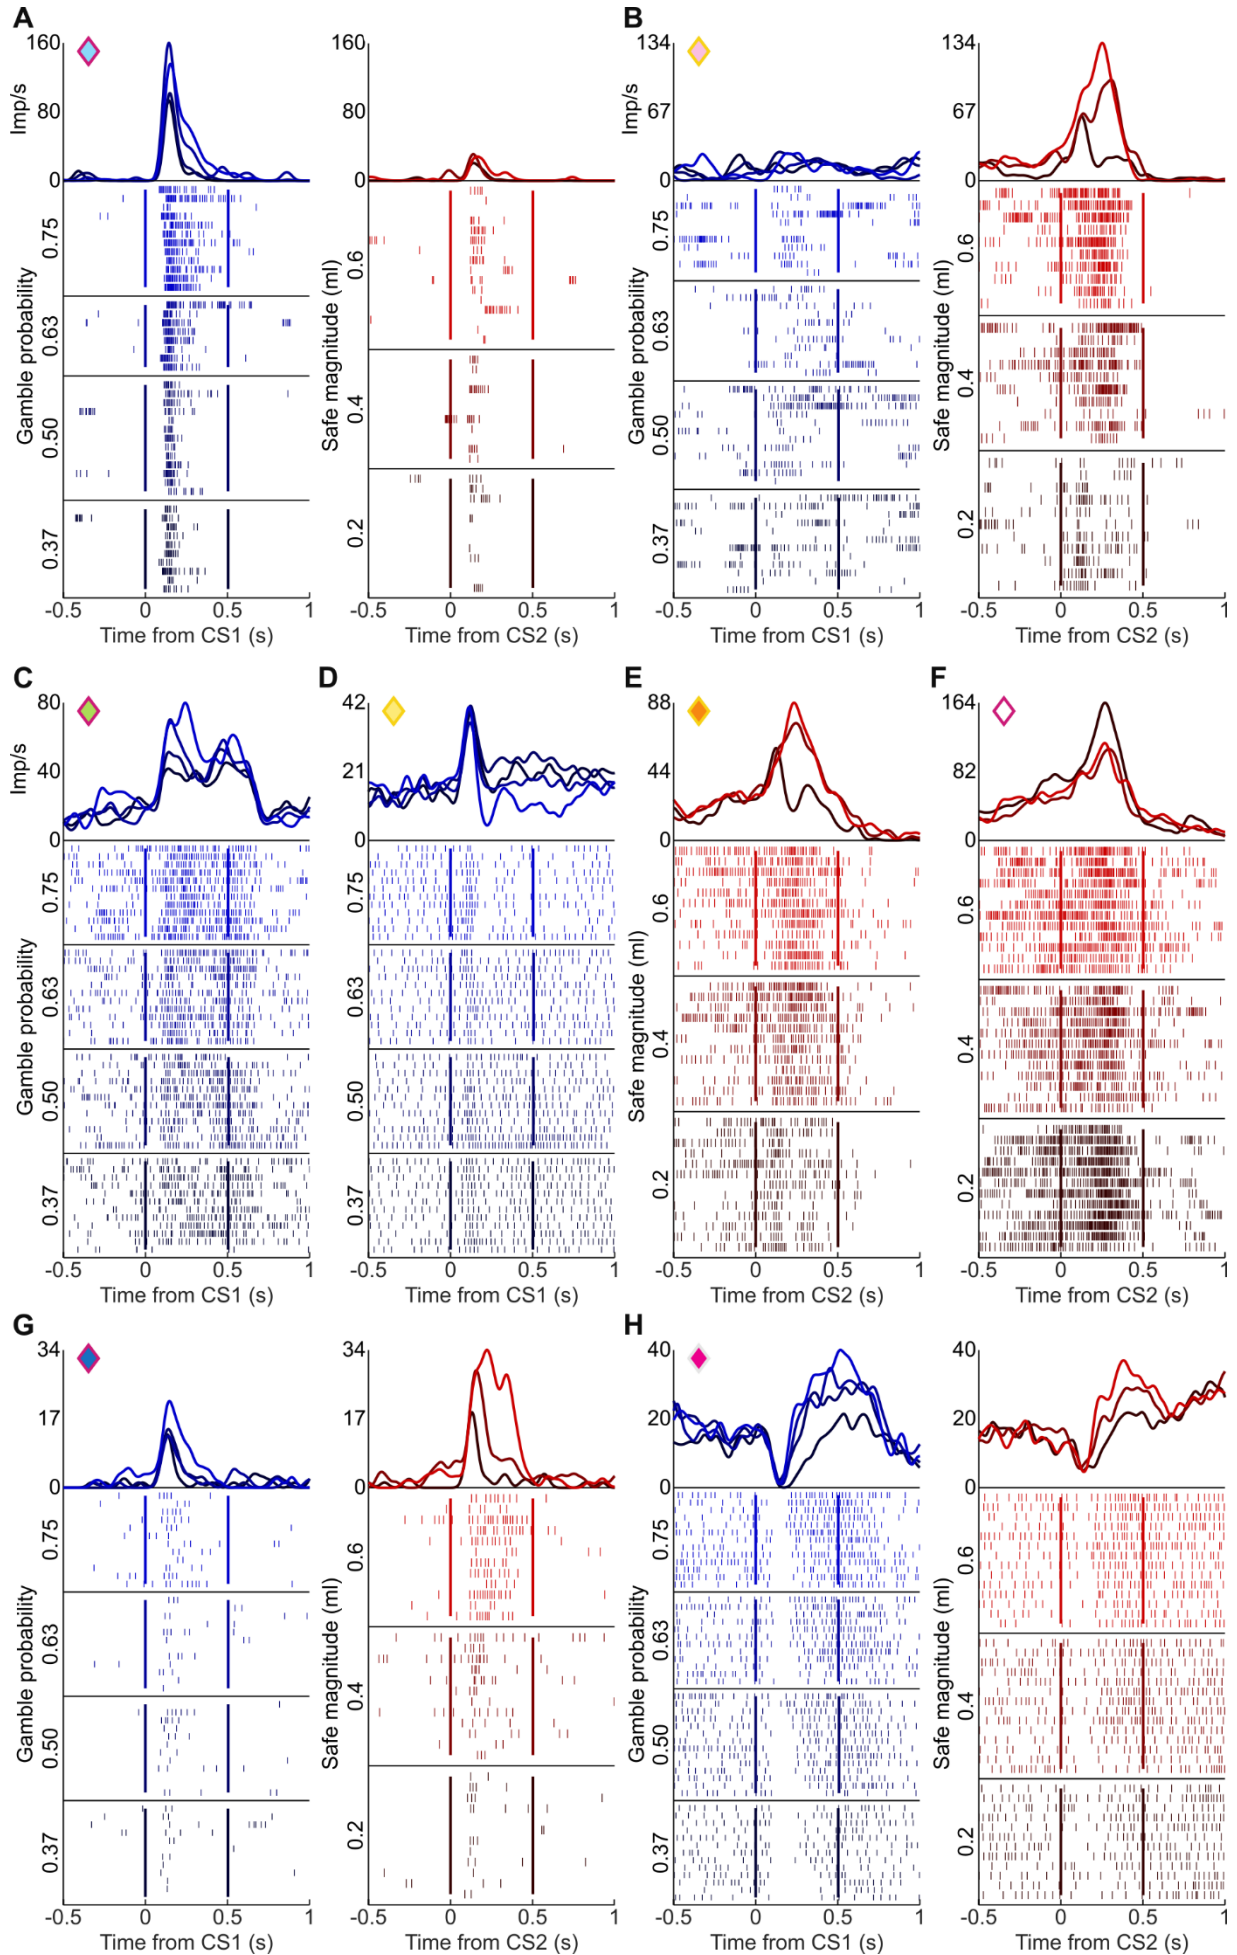 A
B
160
80
0
Imp/s
0.75
0.63
0.50
0.37
Gamble probability
-0.5 0 0.5 1
Time from CS1 (s)
160
80
0
0.6
0.4
0.2
Safe magnitude (ml)
-0.5 0 0.5 1
Time from CS2 (s)
134
67
0
Imp/s
0.75
0.63
0.50
0.37
Gamble probability
-0.5 0 0.5 1
Time from CS1 (s)
134
67
0
0.6
0.4
0.2
Safe magnitude (ml)
-0.5 0 0.5 1
Time from CS2 (s)
C
D
E
F
80
40
0
Imp/s
0.75
0.63
0.50
0.37
Gamble probability
-0.5 0 0.5 1
Time from CS1 (s)
42
21
0
0.75
0.63
0.50
0.37
Gamble probability
-0.5 0 0.5 1
Time from CS1 (s)
88
44
0
0.6
0.4
0.2
Safe magnitude (ml)
-0.5 0 0.5 1
Time from CS2 (s)
164
82
0
0.6
0.4
0.2
-0.5 0 0.5 1
Time from CS2 (s)
G
H
34
17
0
0.75
0.63
0.50
0.37
Gamble probability
-0.5 0 0.5 1
Time from CS1 (s)
34
17
0
0.6
0.4
0.2
Safe magnitude (ml)
-0.5 0 0.5 1
Time from CS2 (s)
40
20
0
0.75
0.63
0.50
0.37
Gamble probability
-0.5 0 0.5 1
Time from CS1 (s)
40
20
0
0.6
0.4
0.2
Safe magnitude (ml)
-0.5 0 0.5 1
Time from CS2 (s)